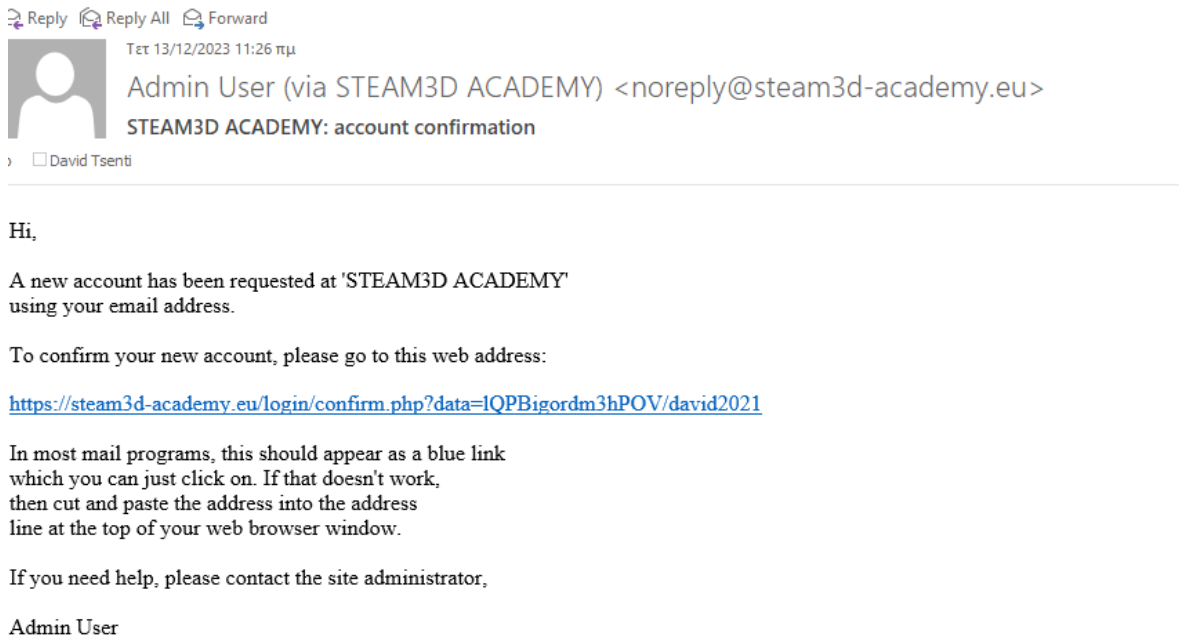 Reply Reply All Forward
Τετ 13/12/2023 11:26 πμ
Admin User (via STEAM3D ACADEMY) <noreply@steam3d-academy.eu>
STEAM3D ACADEMY: account confirmation
David Tsenti
Hi,
A new account has been requested at 'STEAM3D ACADEMY'
using your email address.
To confirm your new account, please go to this web address:
https://steam3d-academy.eu/login/confirm.php?data=lQPBigordm3hPOV/david2021
In most mail programs, this should appear as a blue link
which you can just click on. If that doesn't work,
then cut and paste the address into the address
line at the top of your web browser window.
If you need help, please contact the site administrator,
Admin User